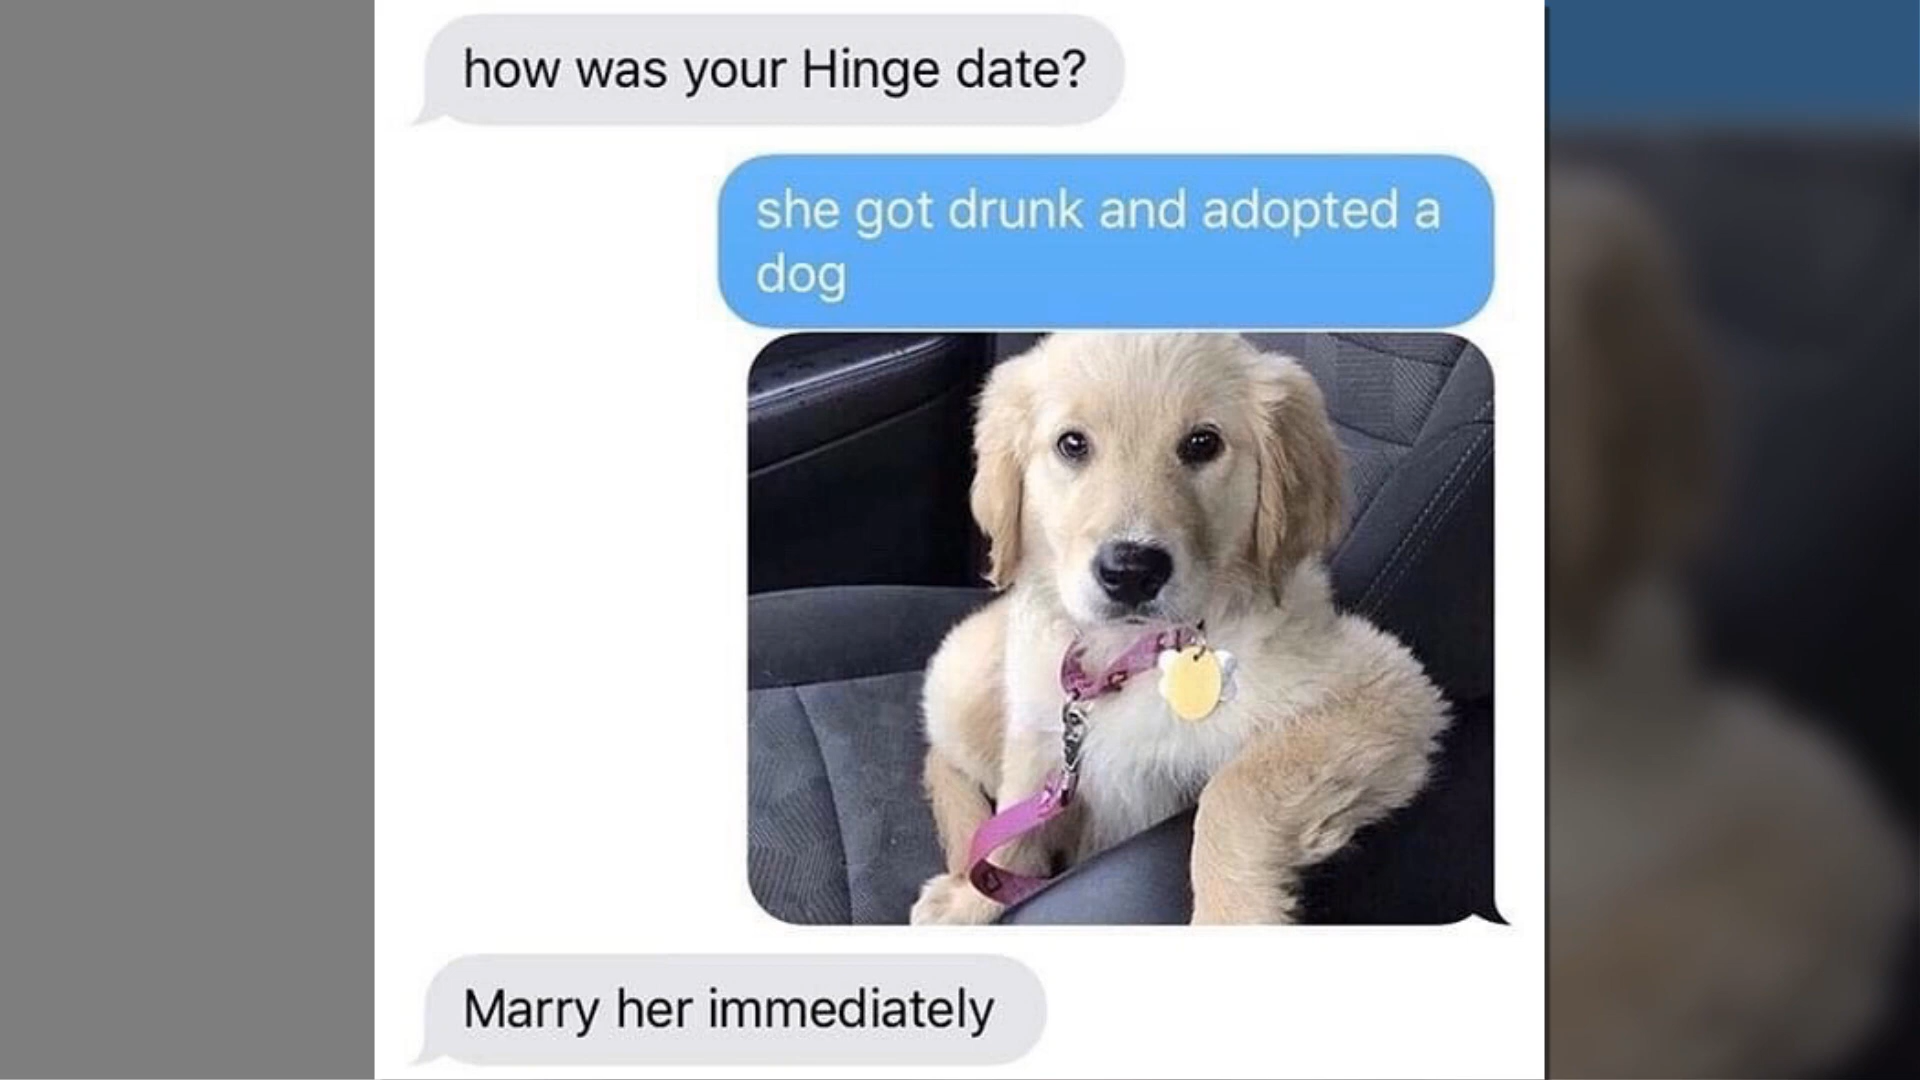 how was your Hinge date?
she got drunk and adopted a
dog
Marry her immediately